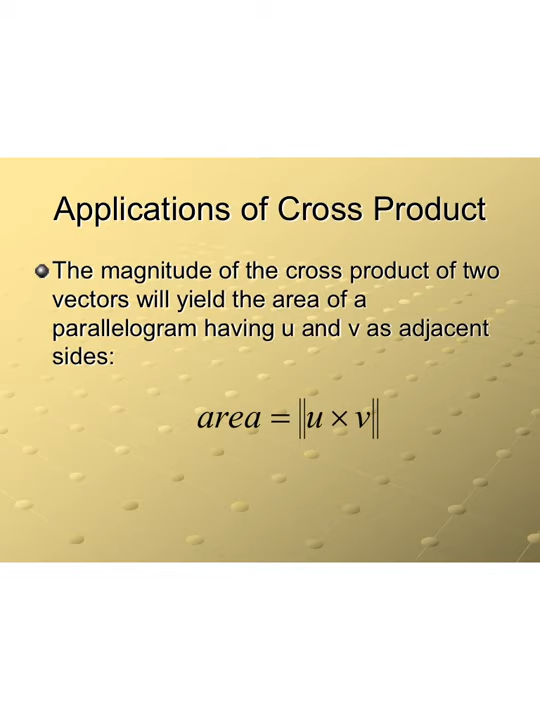 Applications of Cross Product
The magnitude of the cross product of two
vectors will yield the area of a
parallelogram having u and v as adjacent
sides:
area = ‖u × v‖